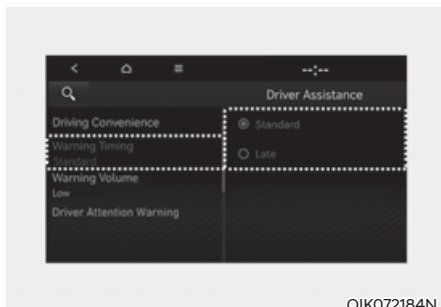 --:--
Driver Assistance
Driving Convenience
Warning Timing
Standard
Warning Volume
Low
Driver Attention Warning
Standard
Late
OIK072184N